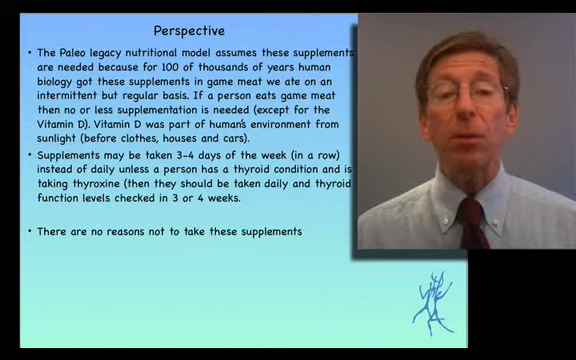 Perspective
• The Paleo legacy nutritional model assumes these supplements
are needed because for 100 of thousands of years human
biology got these supplements in game meat we ate on an
intermittent but regular basis. If a person eats game meat
then no or less supplementation is needed (except for the
Vitamin D). Vitamin D was part of human's environment from
sunlight (before clothes, houses and cars).
• Supplements may be taken 3-4 days of the week (in a row)
instead of daily unless a person has a thyroid condition and is
taking thyroxine (then they should be taken daily and thyroid
function levels checked in 3 or 4 weeks.
• There are no reasons not to take these supplements